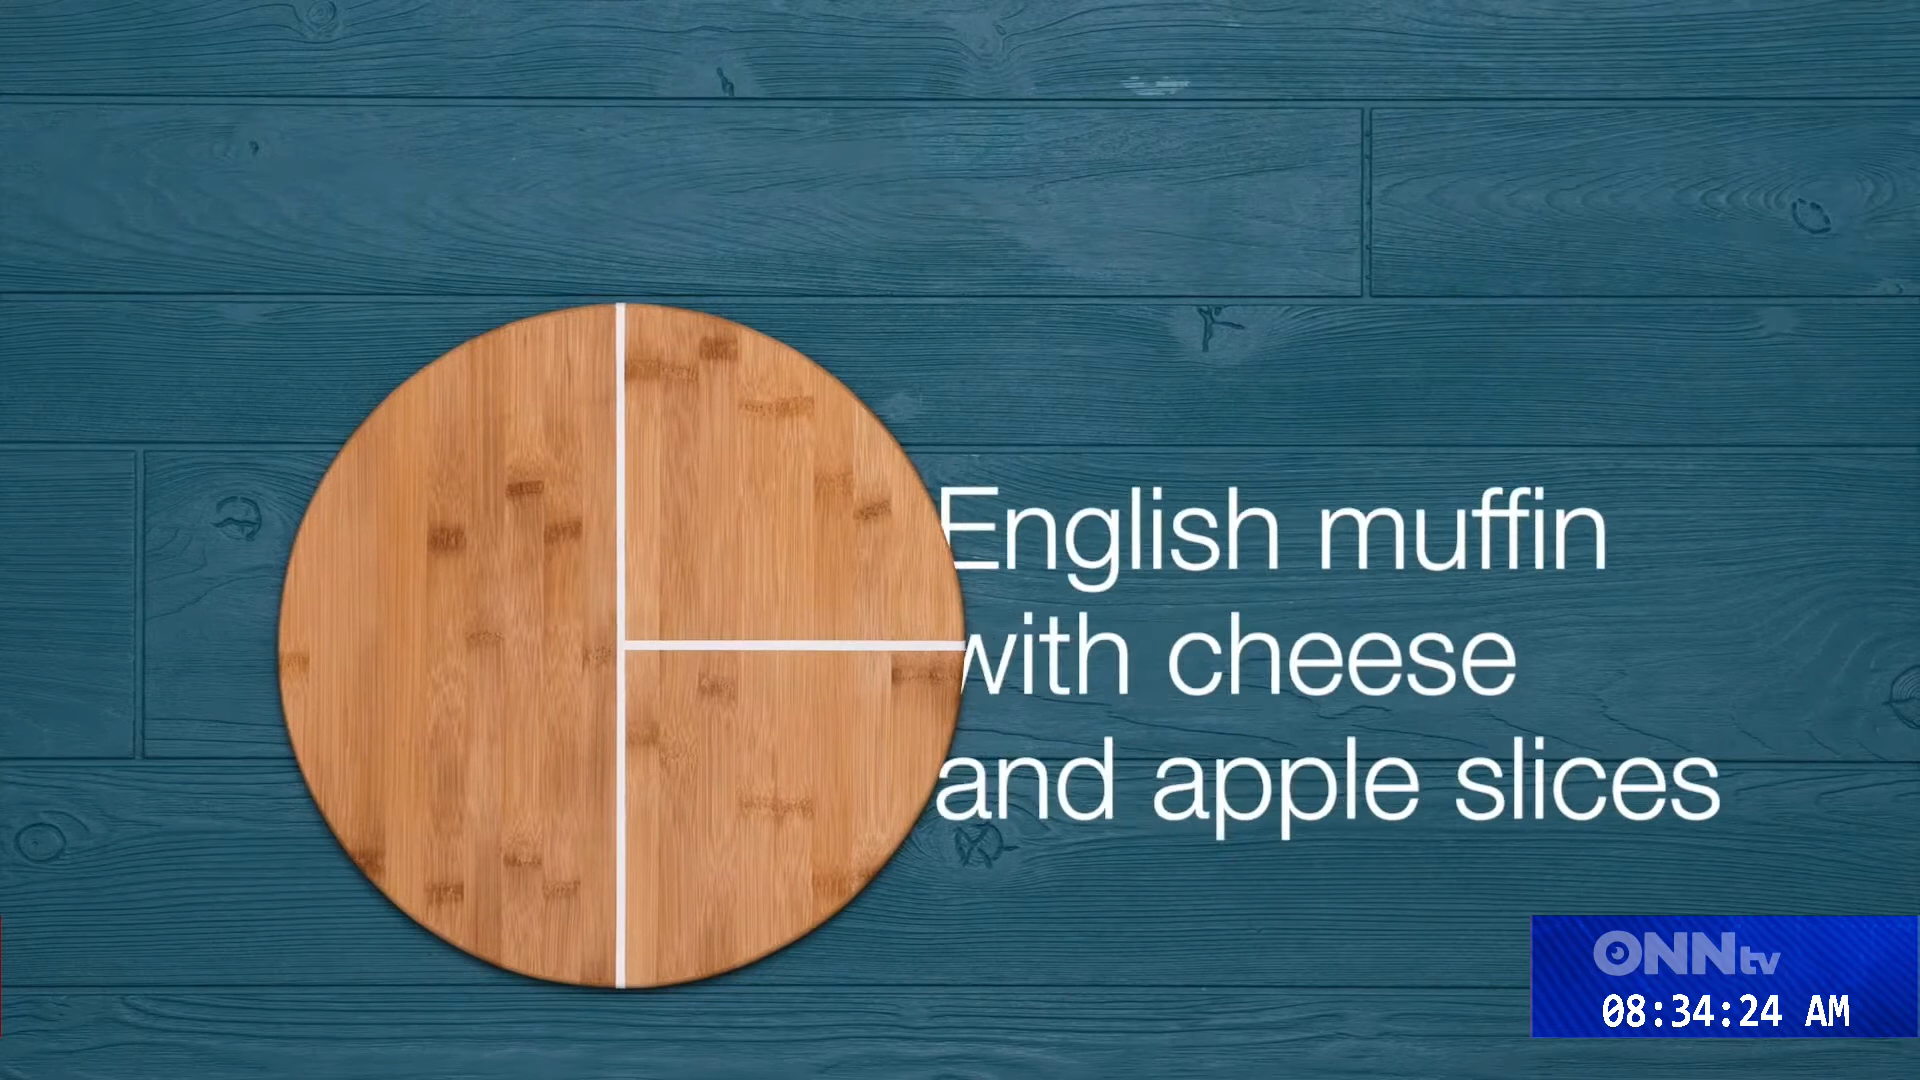 English muffin
with cheese
and apple slices
ONNtv
08:34:24 AM